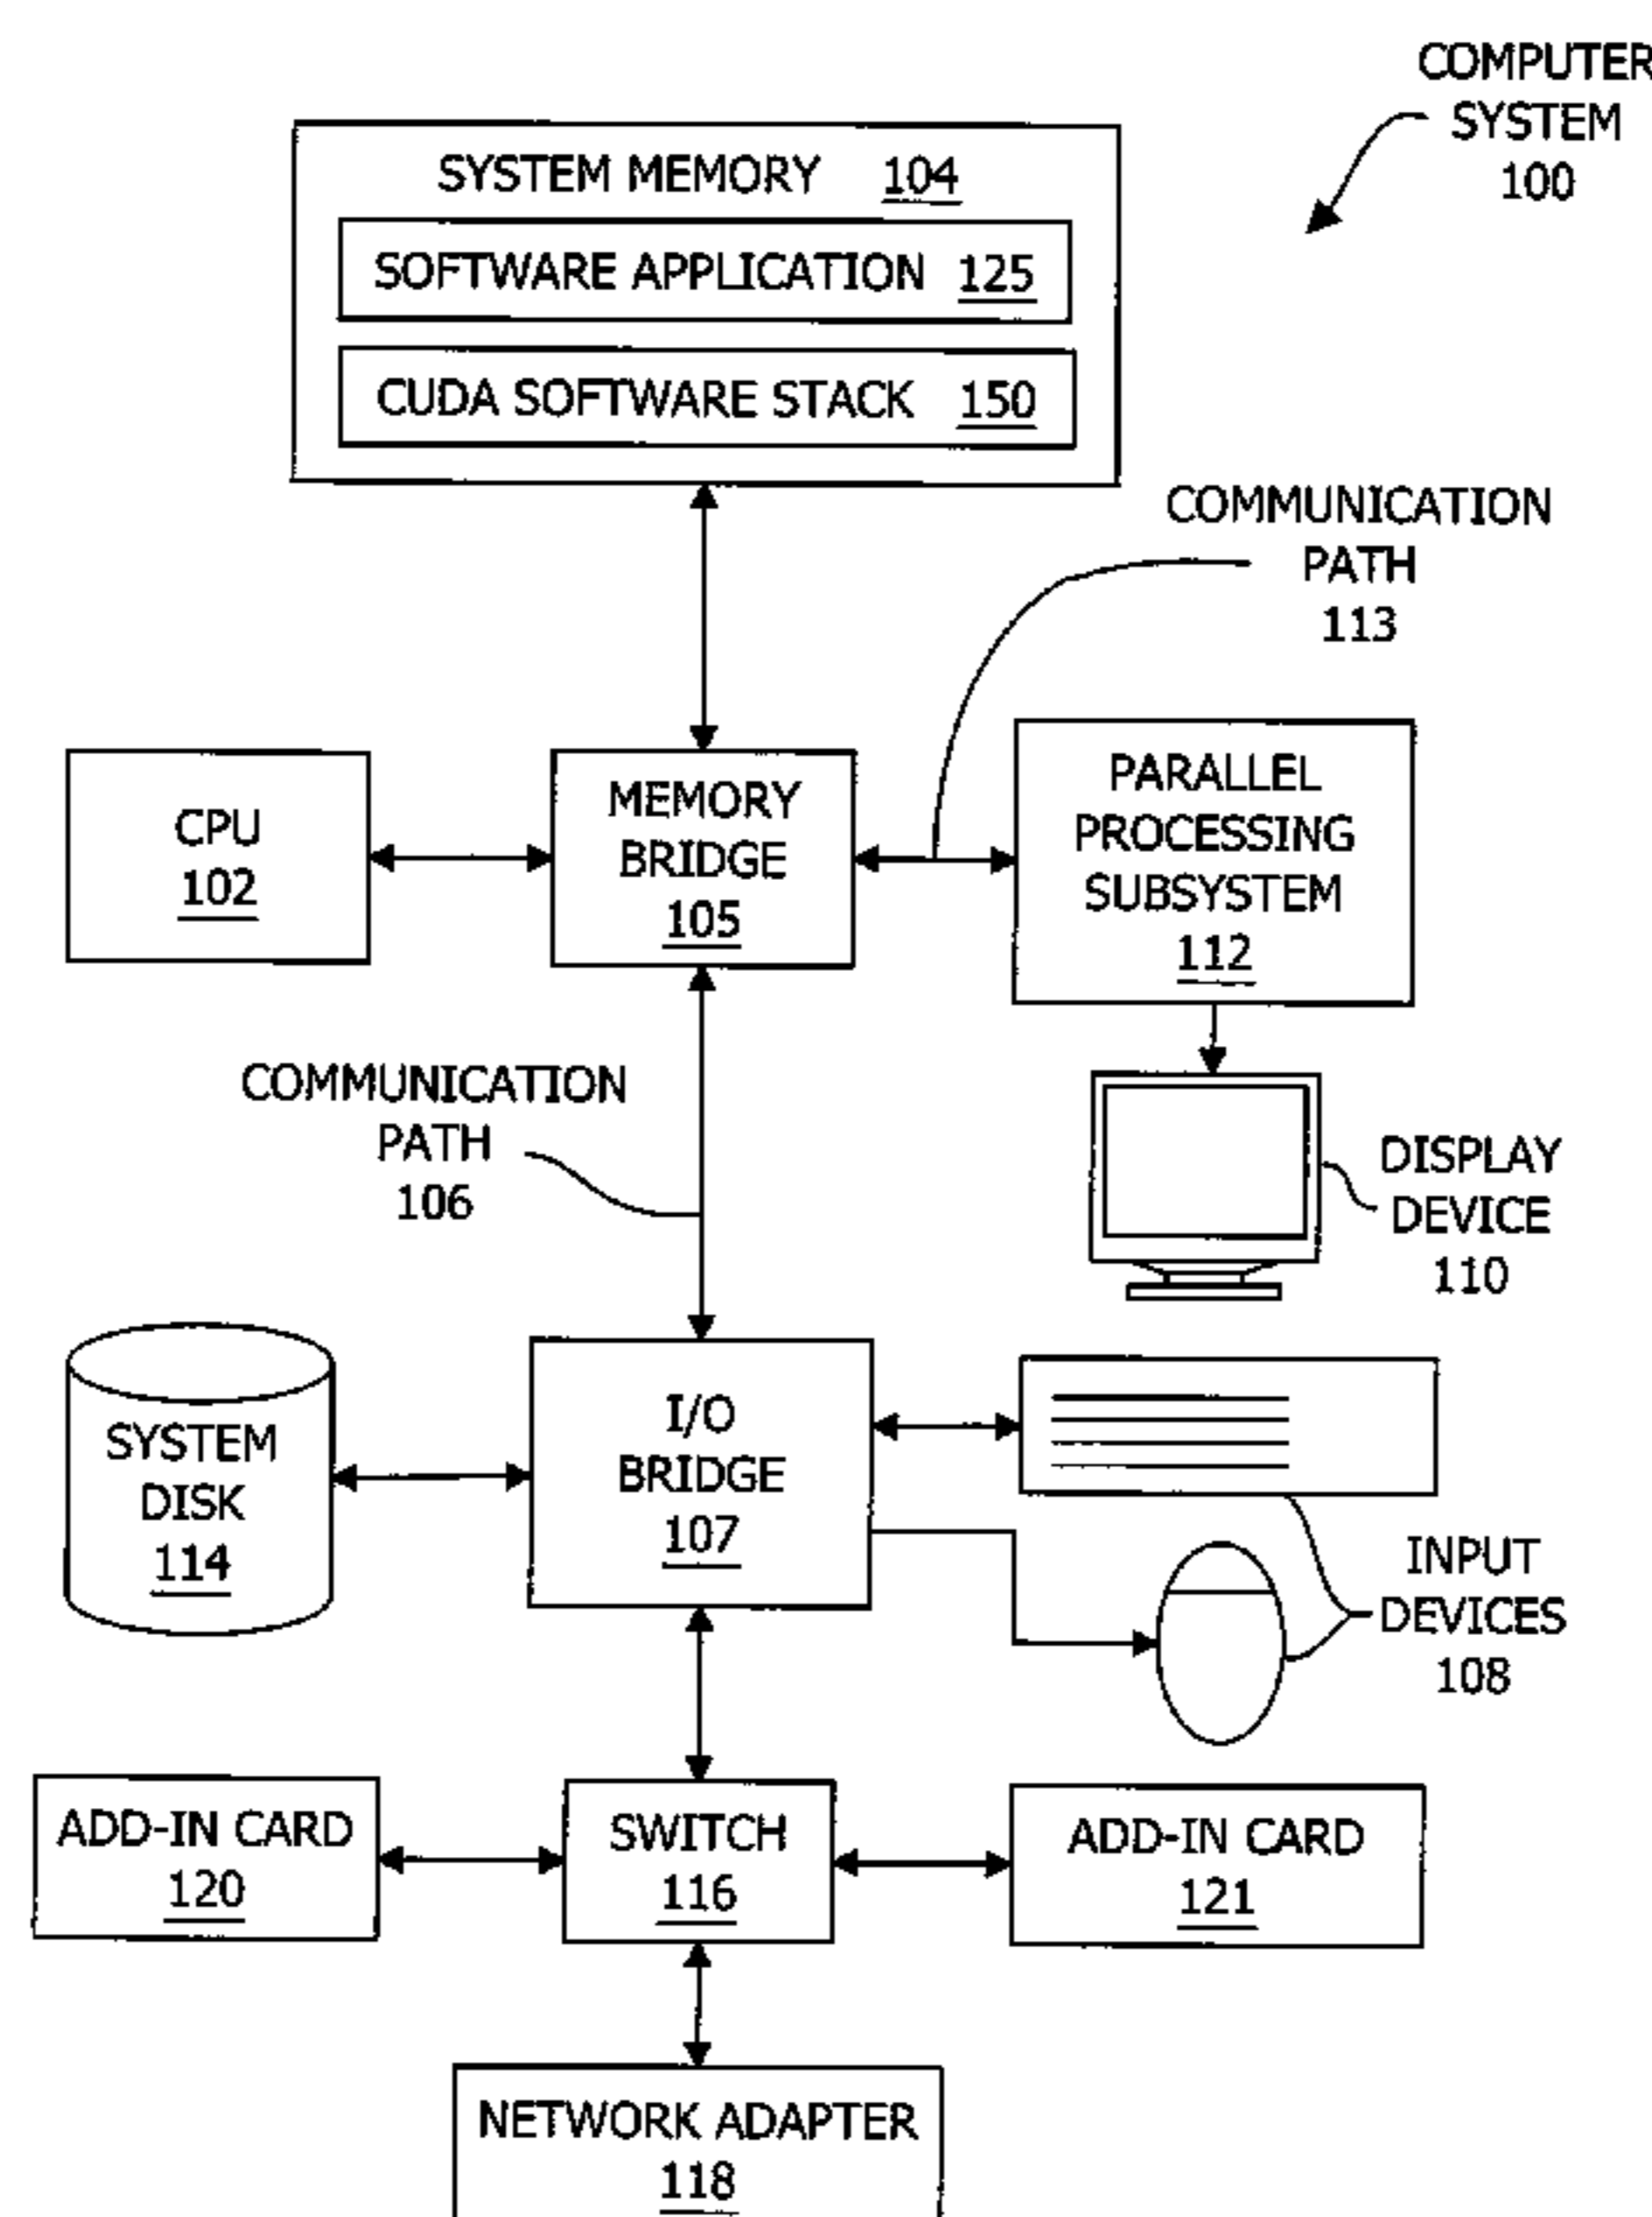 COMPUTER
SYSTEM
100
SYSTEM MEMORY 104
SOFTWARE APPLICATION 125
CUDA SOFTWARE STACK 150
COMMUNICATION
PATH
113
CPU
102
MEMORY
BRIDGE
105
PARALLEL
PROCESSING
SUBSYSTEM
112
COMMUNICATION
PATH
106
DISPLAY
DEVICE
110
SYSTEM
DISK
114
I/O
BRIDGE
107
INPUT
DEVICES
108
ADD-IN CARD
120
SWITCH
116
ADD-IN CARD
121
NETWORK ADAPTER
118